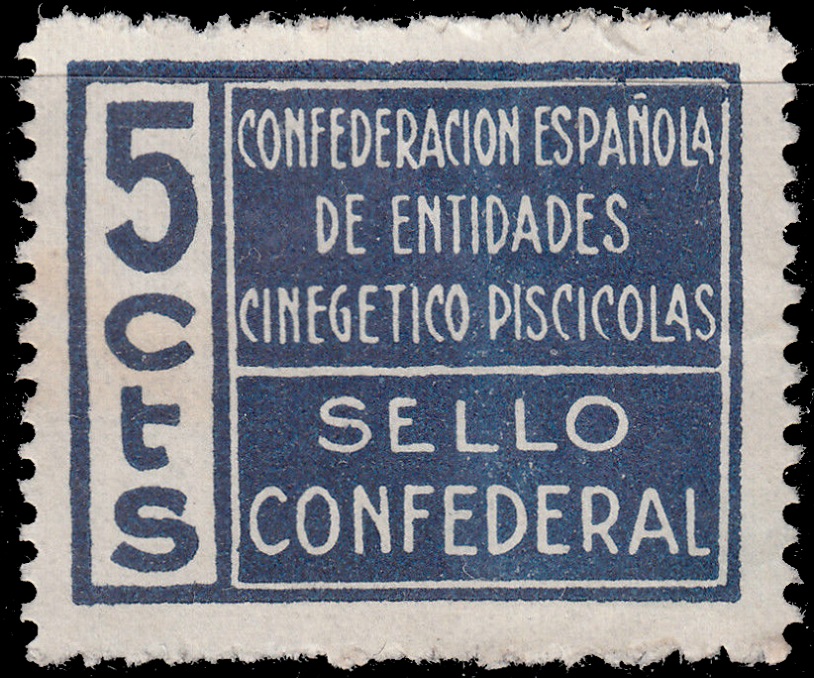 5
CtS
CONFEDERACION ESPAÑOLA
DE ENTIDADES
CINEGETICO PISCICOLAS
SELLO
CONFEDERAL